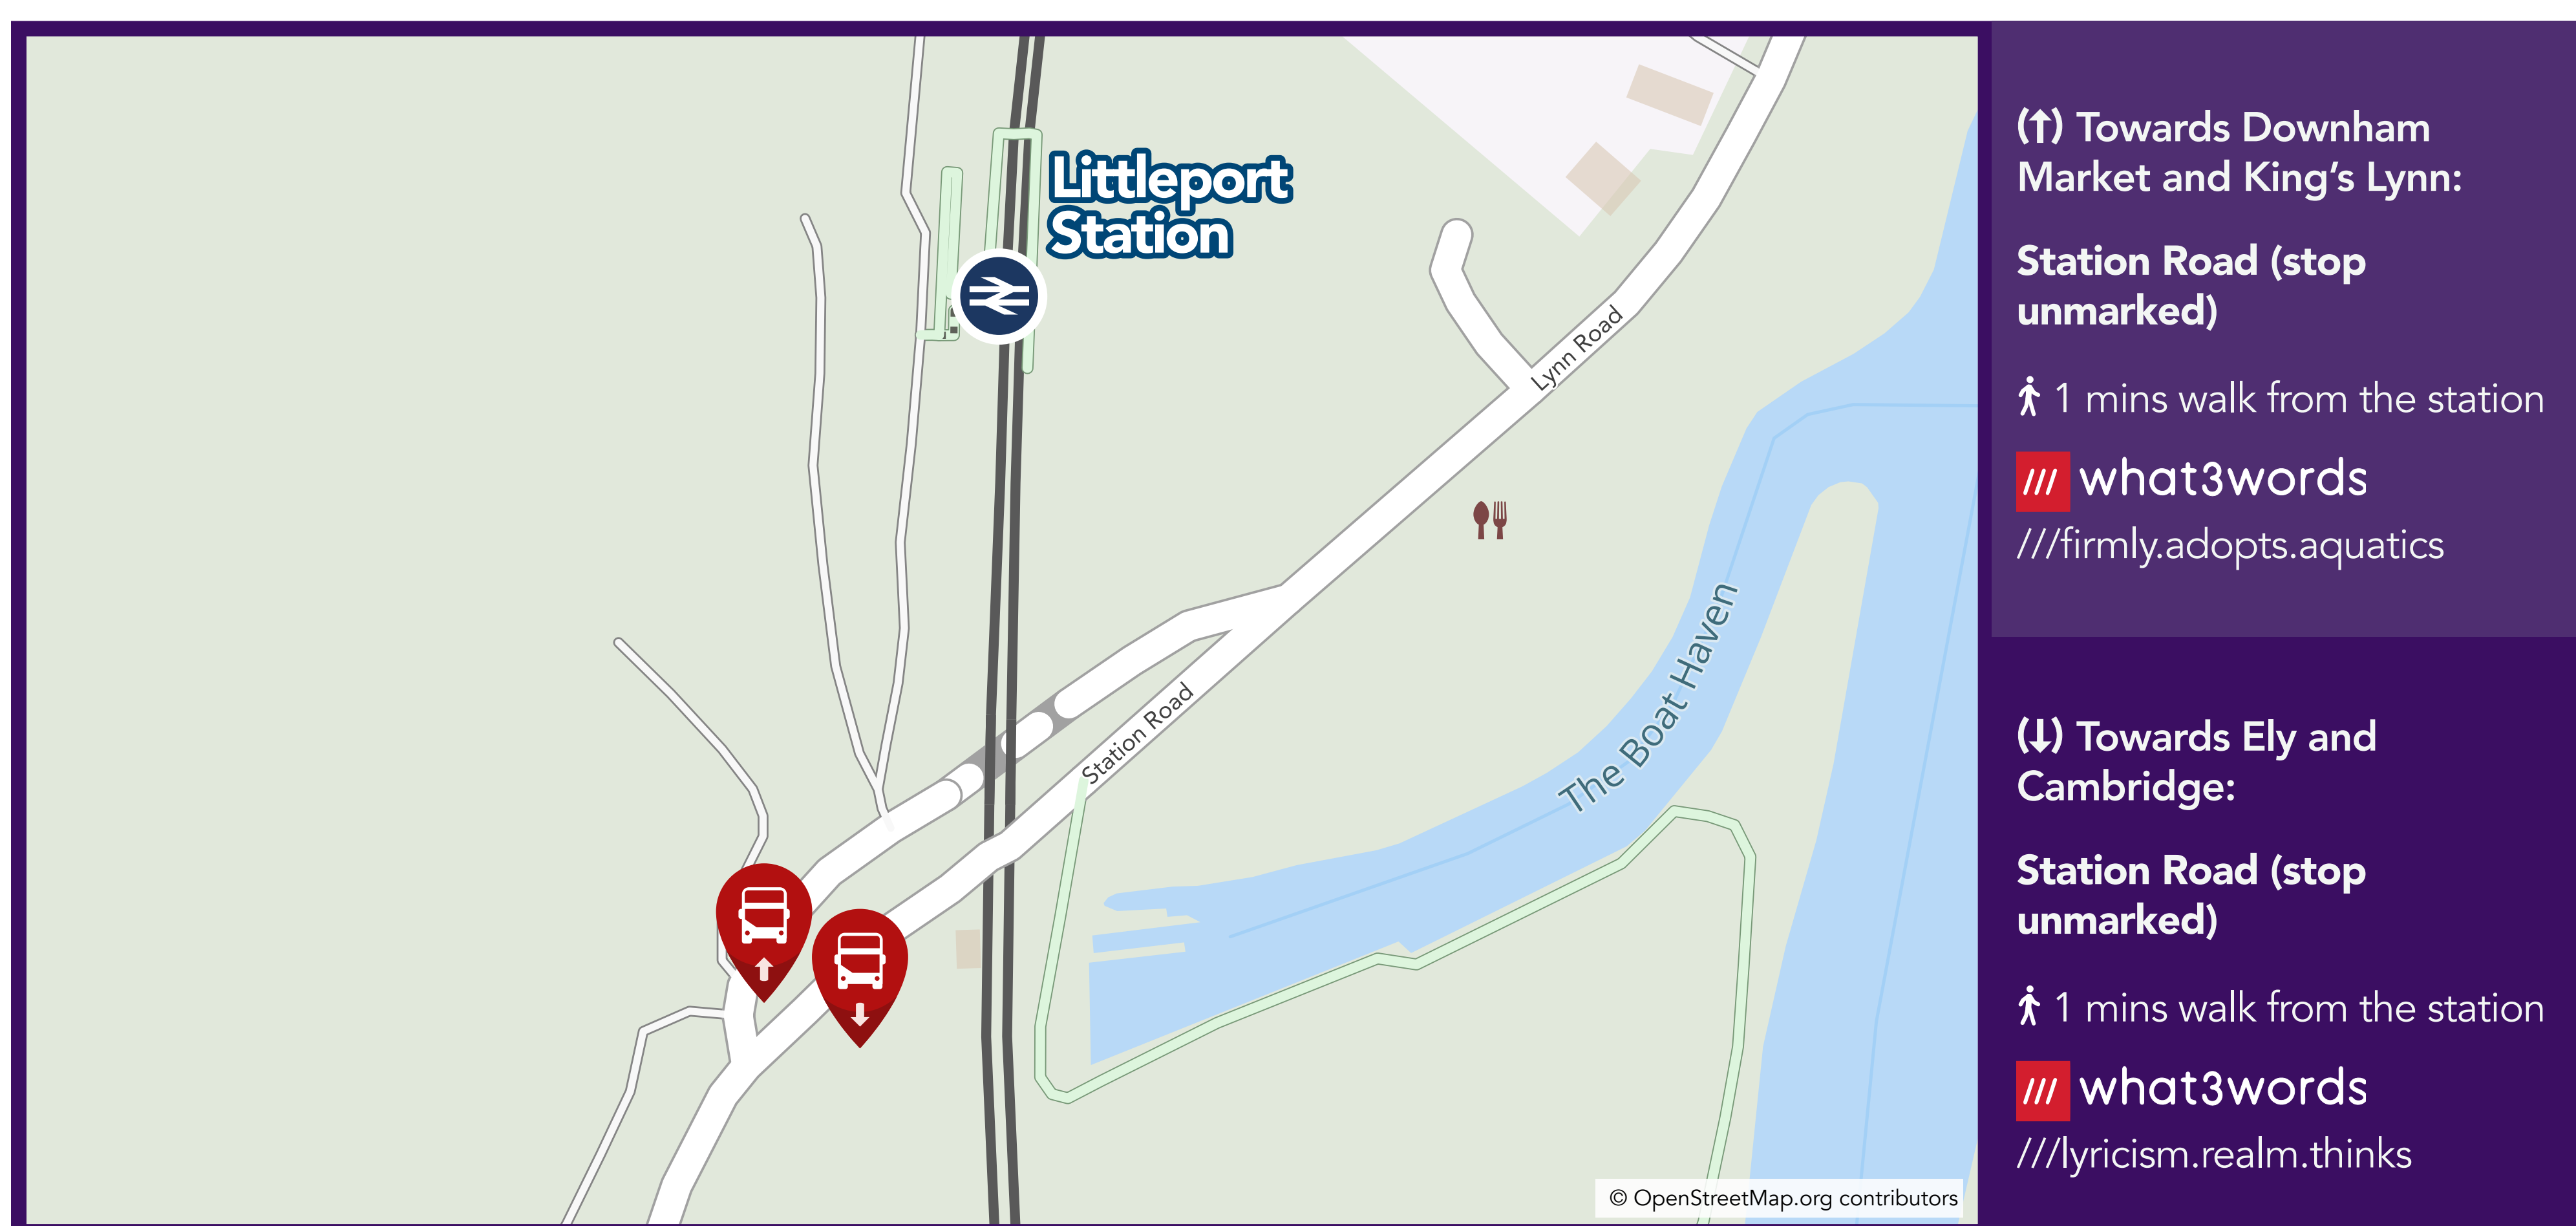 Littleport
Station
Lynn Road
Station Road
The Boat Haven
© OpenStreetMap.org contributors
(↑) Towards Downham
Market and King’s Lynn:
Station Road (stop
unmarked)
1 mins walk from the station
/// what3words
///firmly.adopts.aquatics
(↓) Towards Ely and
Cambridge:
Station Road (stop
unmarked)
1 mins walk from the station
/// what3words
///lyricism.realm.thinks